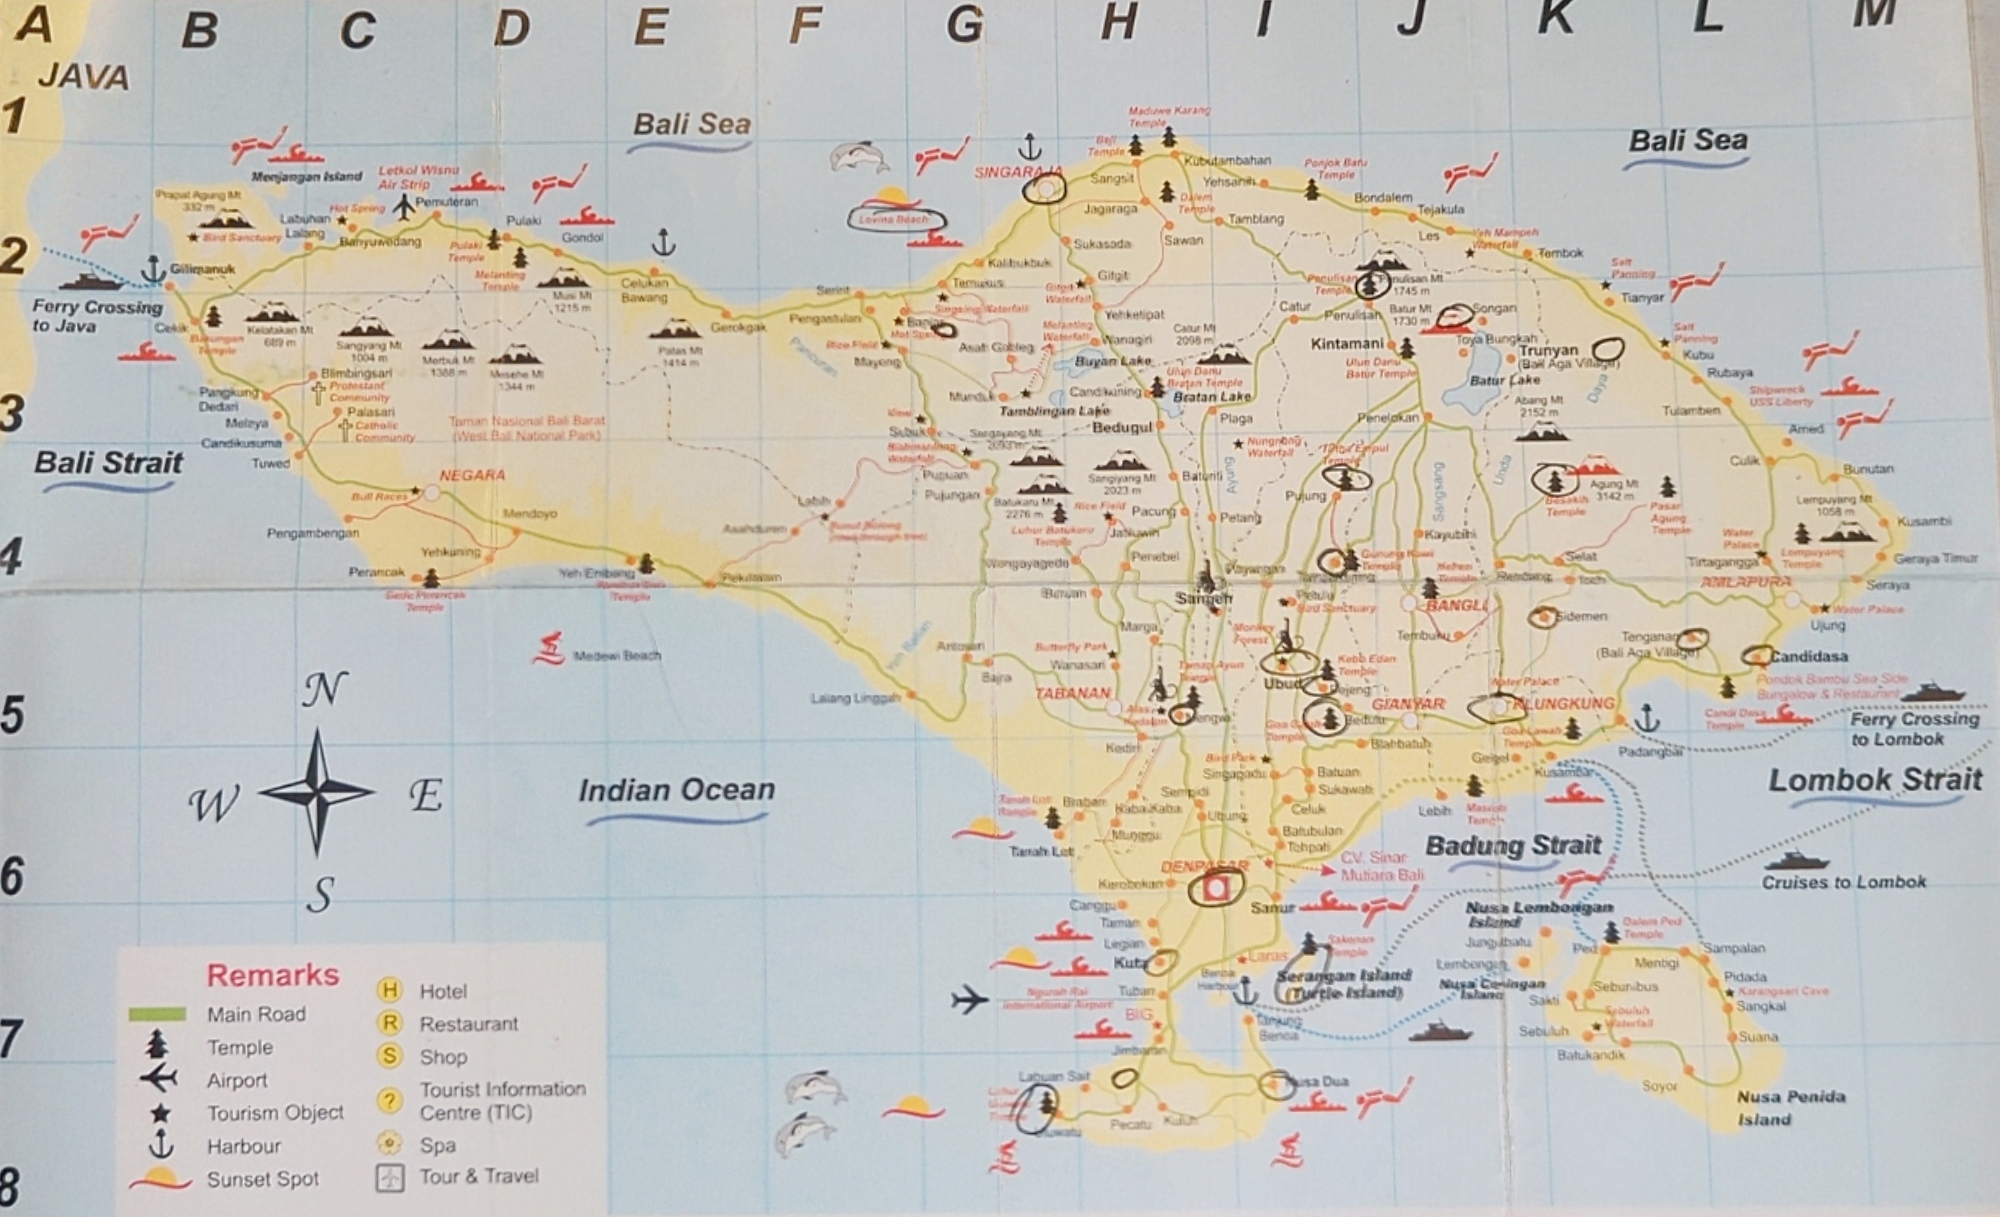 A B C D E F G H I J K L M
JAVA
1
2
3
4
5
6
7
8
Bali Sea
Bali Sea
Maduwe Karang
Temple
Beji
Temple
Kubutambahan
SINGARAJA
Sangsit
Yehsanih
Ponjok Batu
Temple
Dalem
Temple
Jagaraga
Tamblang
Bondalem
Tejakula
Les
Yeh Mampeh
Waterfall
Tembok
Salt
Panning
Tianyar
Menjangan Island
Letkol Wisnu
Air Strip
Prapat Agung Mt
332 m
Bird Sanctuary
Labuhan
Lalang
Hot Spring
Pulaki
Banyuwedang
Pemuteran
Pulaki
Temple
Pulaki
Gondol
Melanting
Temple
Musi Mt
1215 m
Celukan
Bawang
Gerokgak
Lovina Beach
Gilimanuk
Ferry Crossing
to Java
Cekik
Bakungan
Temple
Kelatakan Mt
689 m
Sangyang Mt
1004 m
Merbuk Mt
1388 m
Mesehe Mt
1344 m
Patas Mt
1414 m
Seririt
Pengastulan
Kalibukbuk
Temukus
Singsing Waterfall
Banjar
Hot Spring
Rice Field
Mayong
Asah Gobleg
Munduk
Tamblingan Lake
Sukasada
Sawan
Gitgit
Gitgit
Waterfall
Yehketipat
Melanting
Waterfall
Wanagiri
Buyan Lake
Candikuning
Ulun Danu
Bratan Temple
Bratan Lake
Bedugul
Catur Mt
2098 m
Catur
Penulisan
Penulisan
Temple
Penulisan Mt
1745 m
Batur Mt
1730 m
Songan
Kintamani
Ulun Danu
Batur Temple
Toya Bungkah
Trunyan
(Bali Aga Village)
Batur Lake
Abang Mt
2152 m
Daya
Salt
Panning
Kubu
Rubaya
Tulamben
Shipwreck
USS Liberty
Amed
Culik
Bunutan
Pangkung
Dedari
Melaya
Candikusuma
Tuwed
Blimbingsari
Protestant
Community
Palasari
Catholic
Community
Taman Nasional Bali Barat
(West Bali National Park)
Bali Strait
NEGARA
Bull Races
Pengambengan
Mendoyo
Yehkuning
Perancak
Gede Perancak
Temple
Yeh Embang
Rambut Siwi
Temple
Pekutatan
Asahduren
Labih
Bunut Bolong
Pujungan
Pupuan
Subuk
View
Sangyang Mt
2093 m
Batukaru Mt
2276 m
Luhur Batukaru
Temple
Sangiyang Mt
2023 m
Rice Field
Jatiluwih
Pacung
Baturiti
Penebel
Wongayagede
Buruan
Plaga
Nungnung
Waterfall
Ayung
Petang
Tirta Empul
Temple
Pujung
Penelokan
Sangsang
Unda
Kayubihi
Besakih
Temple
Agung Mt
3142 m
Pasar
Agung
Temple
Lempuyang Mt
1058 m
Kusambi
Water
Palace
Tirtagangga
Lempuyang
Temple
Geraya Timur
AMLAPURA
Seraya
Water Palace
Ujung
Selat
Rendang
Iseh
Sidemen
Tenganan
(Bali Aga Village)
Candidasa
Pondok Bambu Sea Side
Bungalow & Restaurant
Candi Dasa
Temple
Ferry Crossing
to Lombok
Lombok Strait
Gunung Kawi
Temple
Tampaksiring
Payangan
Sangeh
Petulu
Bird Sanctuary
Kehen
Temple
BANGLI
Tembuku
Monkey
Forest
Ubud
Kebo Edan
Temple
Pejeng
Goa Gajah
Temple
Bedulu
GIANYAR
Blahbatuh
Water Palace
KLUNGKUNG
Goa Lawah
Temple
Gelgel
Kusamba
Padangbai
Medewi Beach
Lalang Linggah
Yeh Balian
Antosari
Bajra
Butterfly Park
Marga
Wanasari
TABANAN
Alas
Kedaton
Taman Ayun
Temple
Mengwi
Kediri
Bird Park
Singapadu
Batuan
Sukawati
Celuk
Batubulan
Tohpati
Lebih
Masceti
Temple
Badung Strait
Cruises to Lombok
Indian Ocean
N
W E
S
Tanah Lot
Temple
Braban
Kaba-Kaba
Munggu
Tanah Lot
Sempidi
Ubung
DENPASAR
CV. Sinar
Mutiara Bali
Kerobokan
Sanur
Canggu
Taman
Legian
Kuta
Tuban
Ngurah Rai
International Airport
BIG
Jimbaran
Laras
Benoa
Harbour
Sakenan
Temple
Serangan Island
(Turtle Island)
Tanjung
Benoa
Nusa Dua
Labuan Sait
Uluwatu
Pecatu
Kutuh
Nusa Lembongan
Island
Jungutbatu
Lembongan
Nusa Ceningan
Island
Dalem Ped
Temple
Ped
Sampalan
Mentigi
Pidada
Karangsari Cave
Sangkal
Sebunibus
Sakti
Sebuluh
Waterfall
Sebuluh
Batukandik
Suana
Soyor
Nusa Penida
Island
Remarks
Main Road
Temple
Airport
Tourism Object
Harbour
Sunset Spot
H Hotel
R Restaurant
S Shop
? Tourist Information
Centre (TIC)
Spa
Tour & Travel